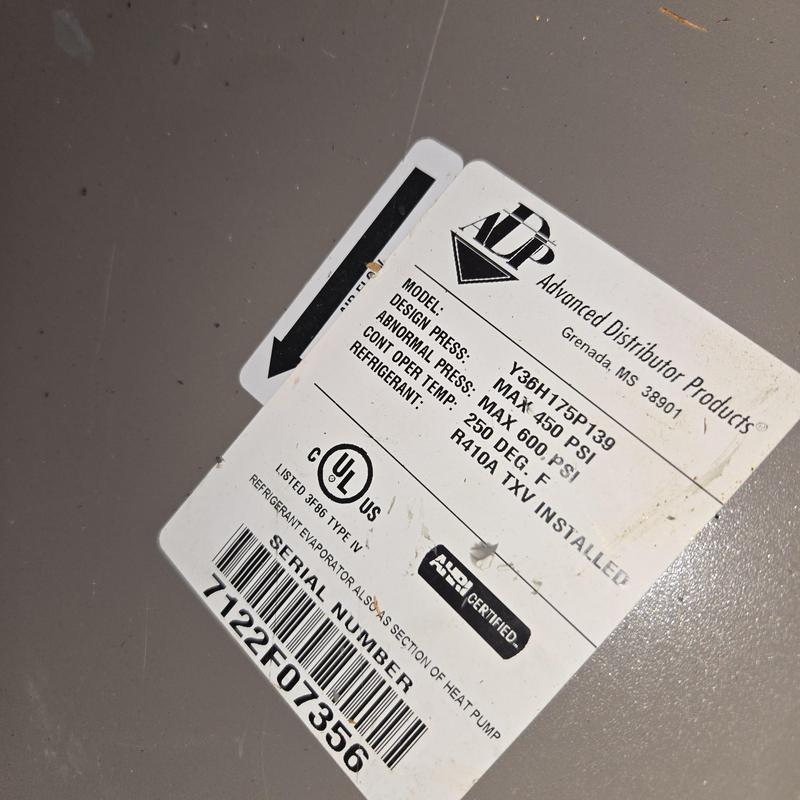 ADP
Advanced Distributor Products®
Grenada, MS 38901
MODEL: Y36H175P139
DESIGN PRESS: MAX 450 PSI
ABNORMAL PRESS: MAX 600 PSI
CONT OPER TEMP: 250 DEG. F
REFRIGERANT: R410A TXV INSTALLED
C UL US
LISTED 3F86 TYPE IV
REFRIGERANT EVAPORATOR ALSO AS SECTION OF HEAT PUMP
AHRI CERTIFIED™
SERIAL NUMBER
7122F07356